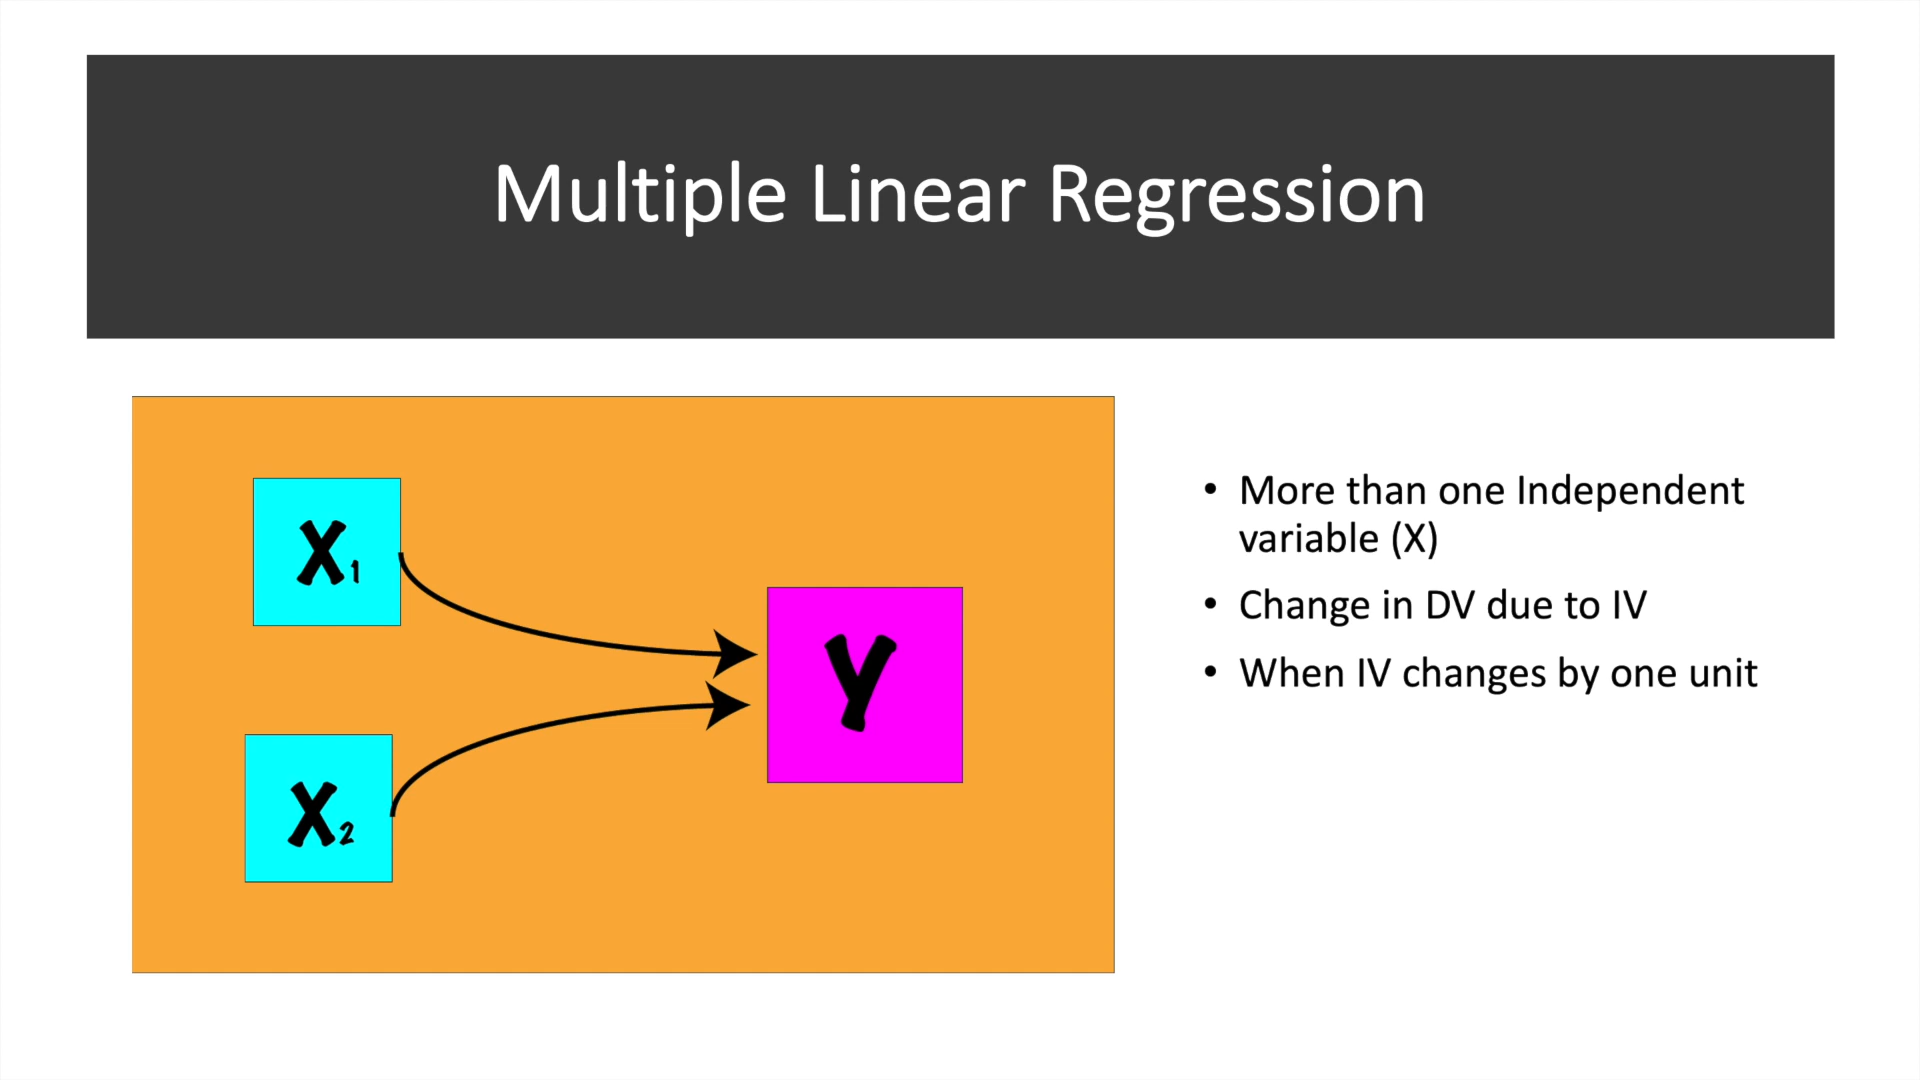 Multiple Linear Regression
X1
X2
Y
• More than one Independent
variable (X)
• Change in DV due to IV
• When IV changes by one unit